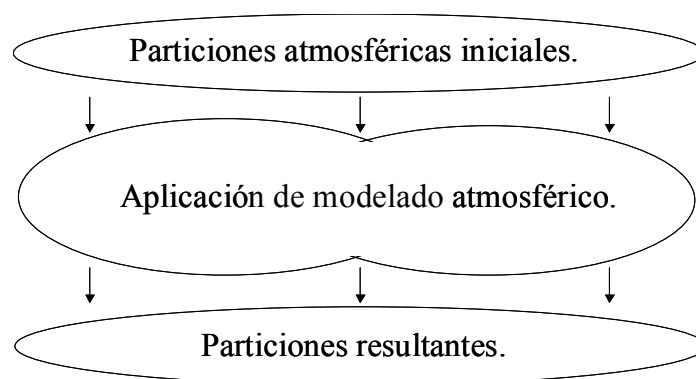 Particiones atmosféricas iniciales.
Aplicación de modelado atmosférico.
Particiones resultantes.